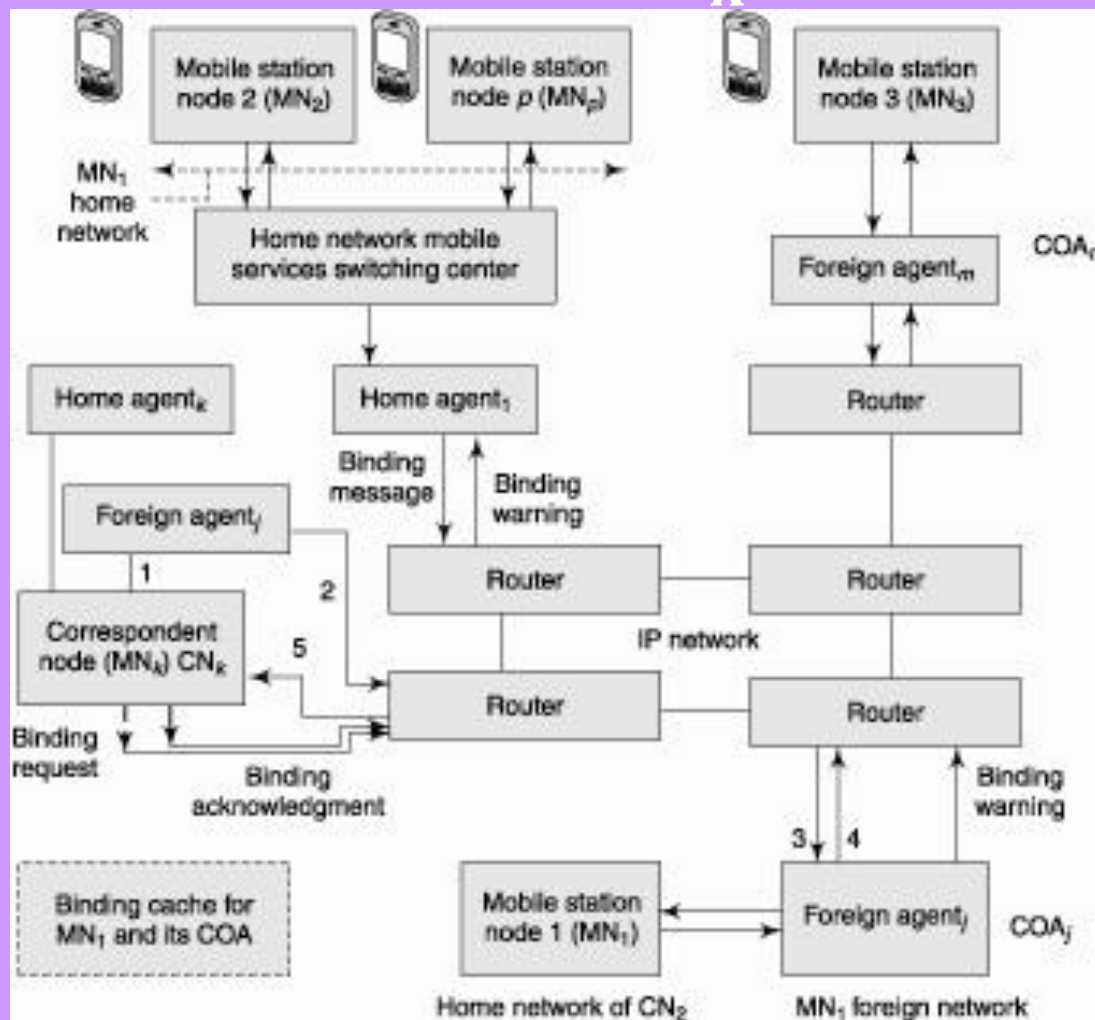 Mobile station
node 2 (MN₂)
Mobile station
node p (MNₚ)
Mobile station
node 3 (MN₃)
MN₁
home
network
Home network mobile
services switching center
Foreign agentₘ
COA
Home agentₖ
Home agent₁
Router
Binding
message
Binding
warning
Foreign agentⱼ
1
2
Router
Router
IP network
Correspondent
node (MNₖ) CNₖ
5
Router
Router
Binding
request
Binding
acknowledgment
Binding
warning
3
4
Binding cache for
MN₁ and its COA
Mobile station
node 1 (MN₁)
Foreign agentⱼ
COAⱼ
Home network of CN₂
MN₁ foreign network